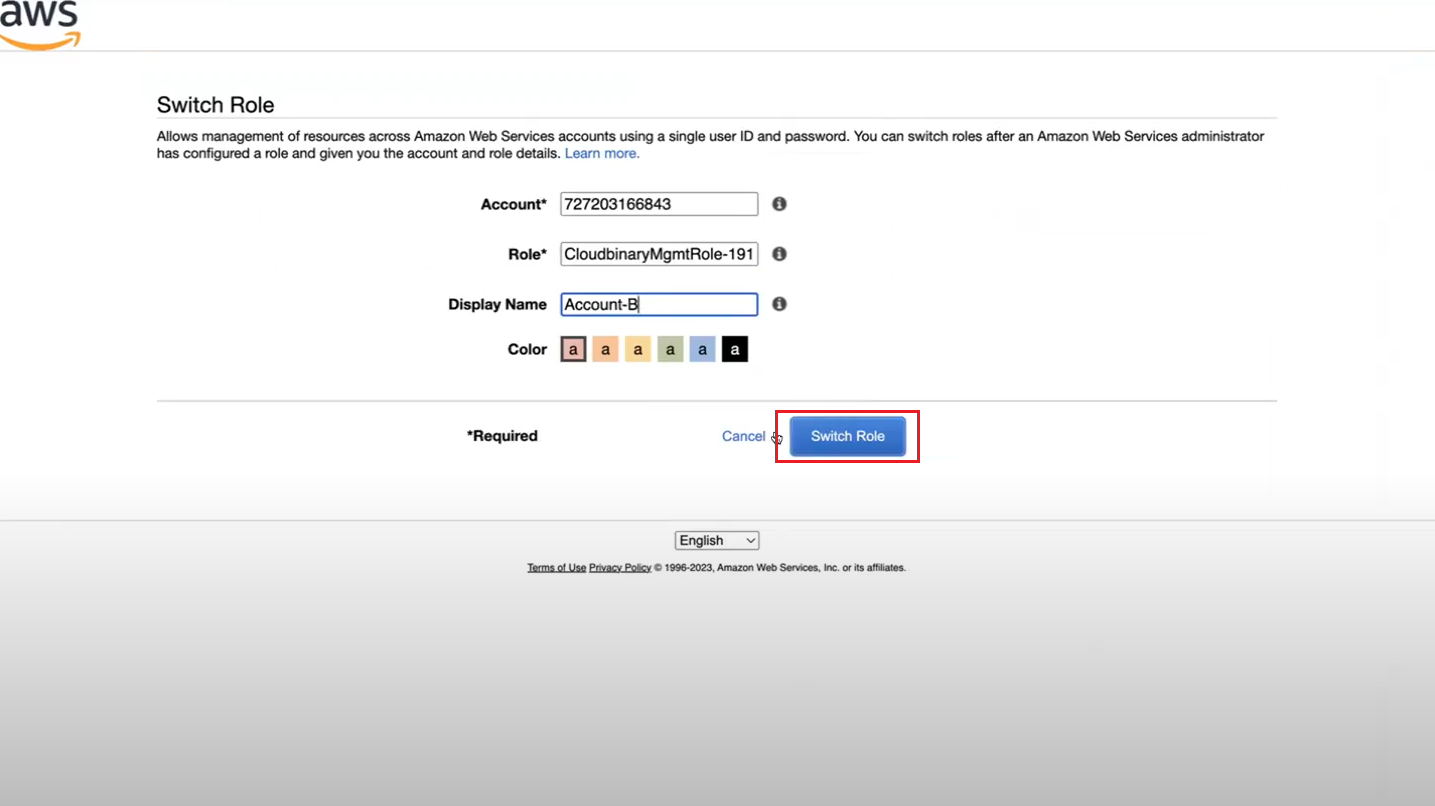 aws
Switch Role
Allows management of resources across Amazon Web Services accounts using a single user ID and password. You can switch roles after an Amazon Web Services administrator
has configured a role and given you the account and role details. Learn more.
Account* 727203166843
Role* CloudbinaryMgmtRole-191
Display Name Account-B
Color a a a a a a
*Required Cancel Switch Role
English
Terms of Use Privacy Policy © 1996-2023, Amazon Web Services, Inc. or its affiliates.